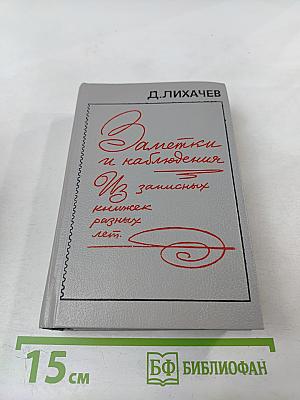 Д.ЛИХАЧЕВ
Заметки
и наблюдения
Из записных
книжек
разных
лет.
15 см
БФ БИБЛИОФАН